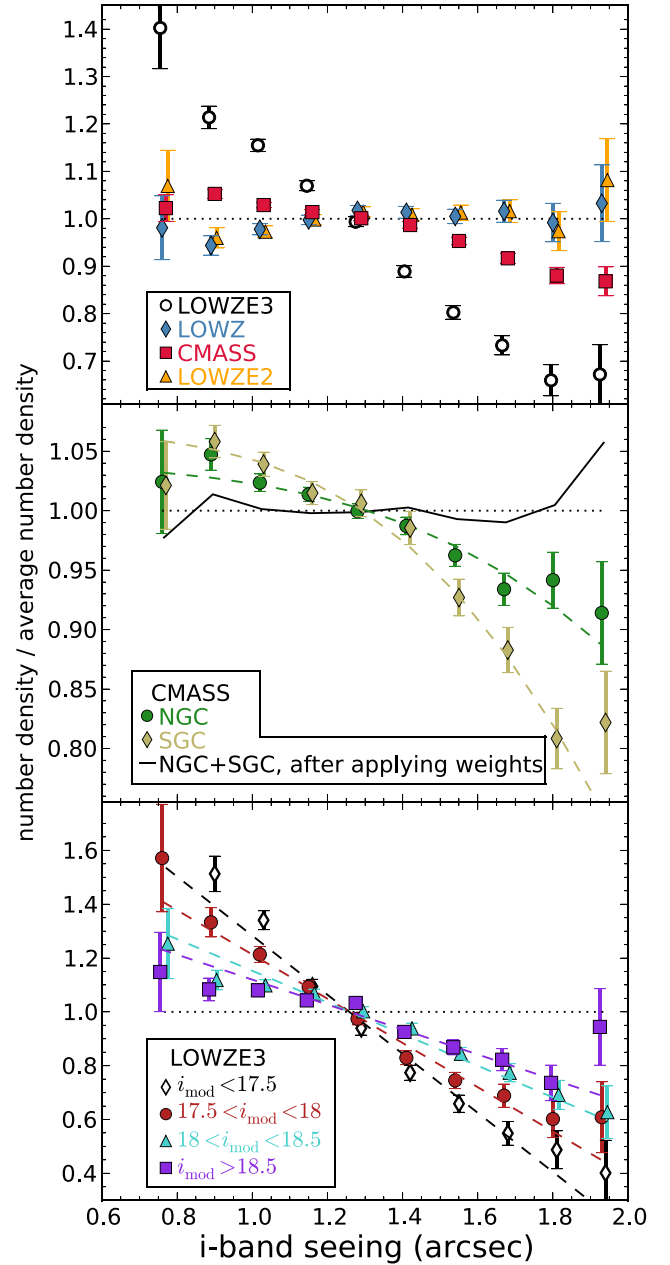 number density / average number density
1.4
1.3
1.2
1.1
1.0
0.9
0.8
0.7
LOWZE3
LOWZ
CMASS
LOWZE2
1.05
1.00
0.95
0.90
0.85
0.80
CMASS
NGC
SGC
NGC+SGC, after applying weights
1.6
1.4
1.2
1.0
0.8
0.6
0.4
LOWZE3
i_mod < 17.5
17.5 < i_mod < 18
18 < i_mod < 18.5
i_mod > 18.5
0.6 0.8 1.0 1.2 1.4 1.6 1.8 2.0
i-band seeing (arcsec)